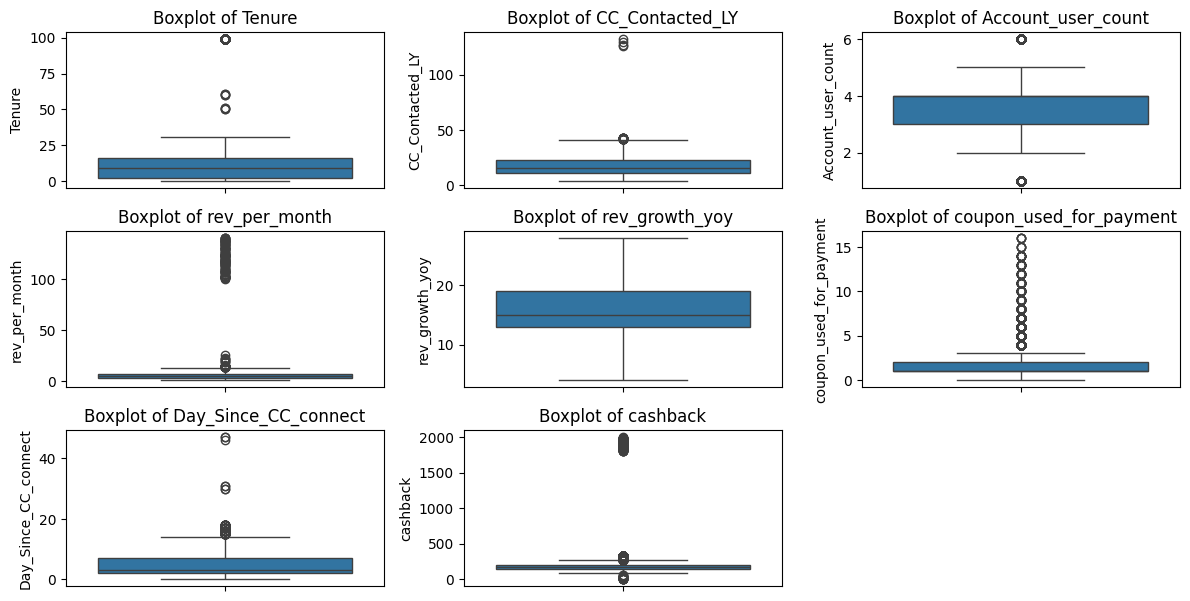 Boxplot of Tenure
Tenure
100
75
50
25
0
Boxplot of CC_Contacted_LY
CC_Contacted_LY
100
50
0
Boxplot of Account_user_count
Account_user_count
6
4
2
Boxplot of rev_per_month
rev_per_month
100
50
0
Boxplot of rev_growth_yoy
rev_growth_yoy
20
10
Boxplot of coupon_used_for_payment
coupon_used_for_payment
15
10
5
0
Boxplot of Day_Since_CC_connect
Day_Since_CC_connect
40
20
0
Boxplot of cashback
cashback
2000
1500
1000
500
0